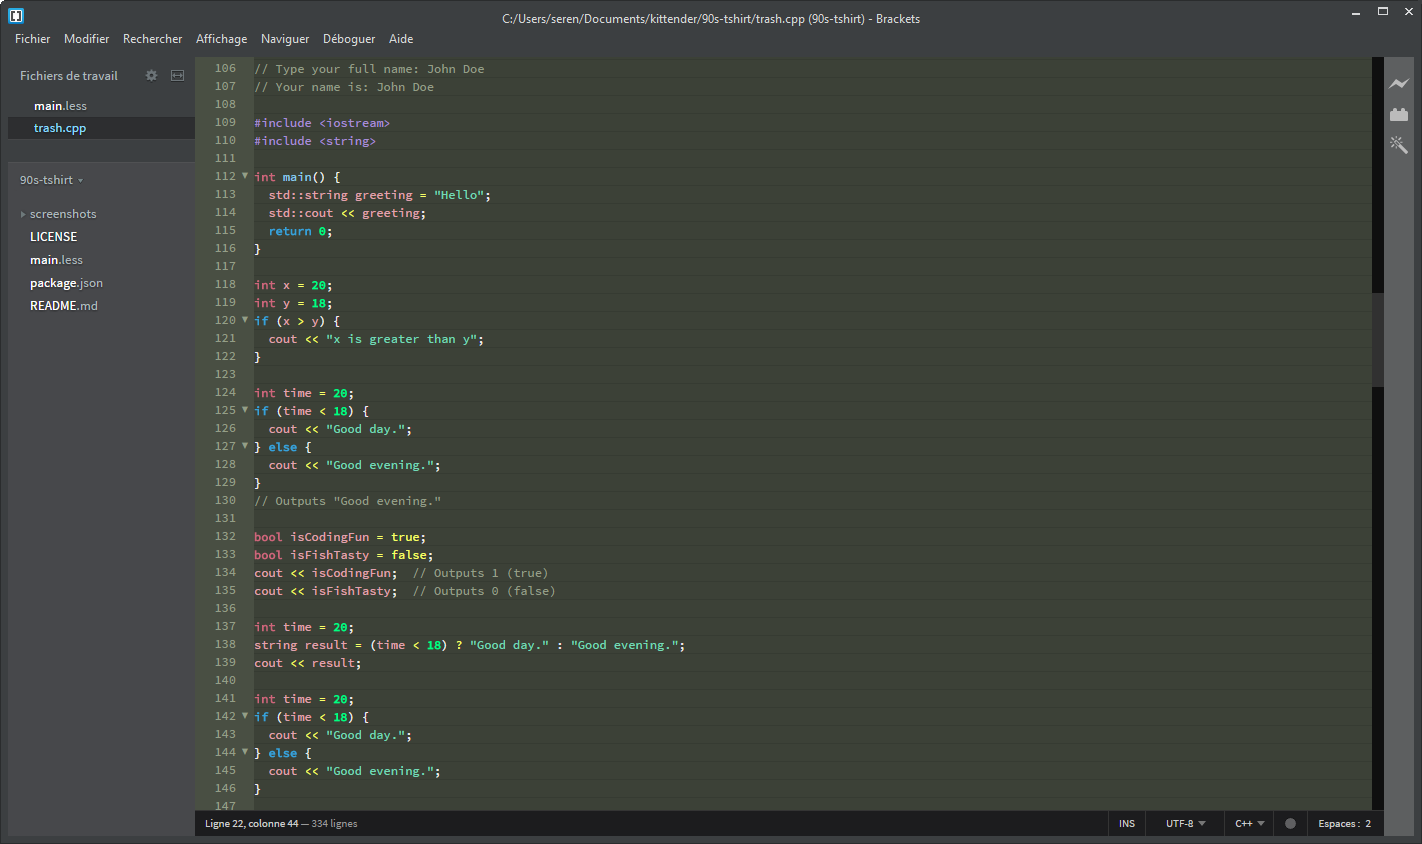 C:/Users/seren/Documents/kittender/90s-tshirt/trash.cpp (90s-tshirt) - Brackets
Fichier Modifier Rechercher Affichage Naviguer Déboguer Aide
Fichiers de travail
main.less
trash.cpp
90s-tshirt
screenshots
LICENSE
main.less
package.json
README.md
106 // Type your full name: John Doe
107 // Your name is: John Doe
108
109 #include <iostream>
110 #include <string>
111
112 int main() {
113   std::string greeting = "Hello";
114   std::cout << greeting;
115   return 0;
116 }
117
118 int x = 20;
119 int y = 18;
120 if (x > y) {
121   cout << "x is greater than y";
122 }
123
124 int time = 20;
125 if (time < 18) {
126   cout << "Good day.";
127 } else {
128   cout << "Good evening.";
129 }
130 // Outputs "Good evening."
131
132 bool isCodingFun = true;
133 bool isFishTasty = false;
134 cout << isCodingFun;  // Outputs 1 (true)
135 cout << isFishTasty;  // Outputs 0 (false)
136
137 int time = 20;
138 string result = (time < 18) ? "Good day." : "Good evening.";
139 cout << result;
140
141 int time = 20;
142 if (time < 18) {
143   cout << "Good day.";
144 } else {
145   cout << "Good evening.";
146 }
147
Ligne 22, colonne 44 — 334 lignes
INS UTF-8 C++ Espaces : 2